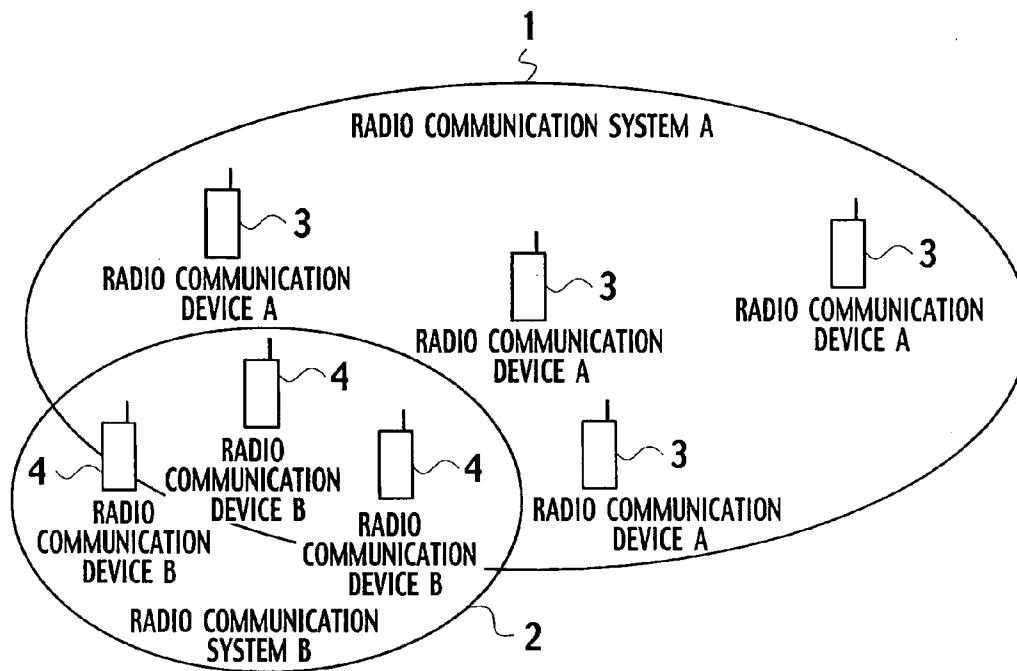 1
RADIO COMMUNICATION SYSTEM A
3
RADIO COMMUNICATION
DEVICE A
3
RADIO COMMUNICATION
DEVICE A
3
RADIO COMMUNICATION
DEVICE A
4
RADIO
COMMUNICATION
DEVICE B
4
RADIO
COMMUNICATION
DEVICE B
4
RADIO
COMMUNICATION
DEVICE B
3
RADIO COMMUNICATION
DEVICE A
RADIO COMMUNICATION
SYSTEM B
2